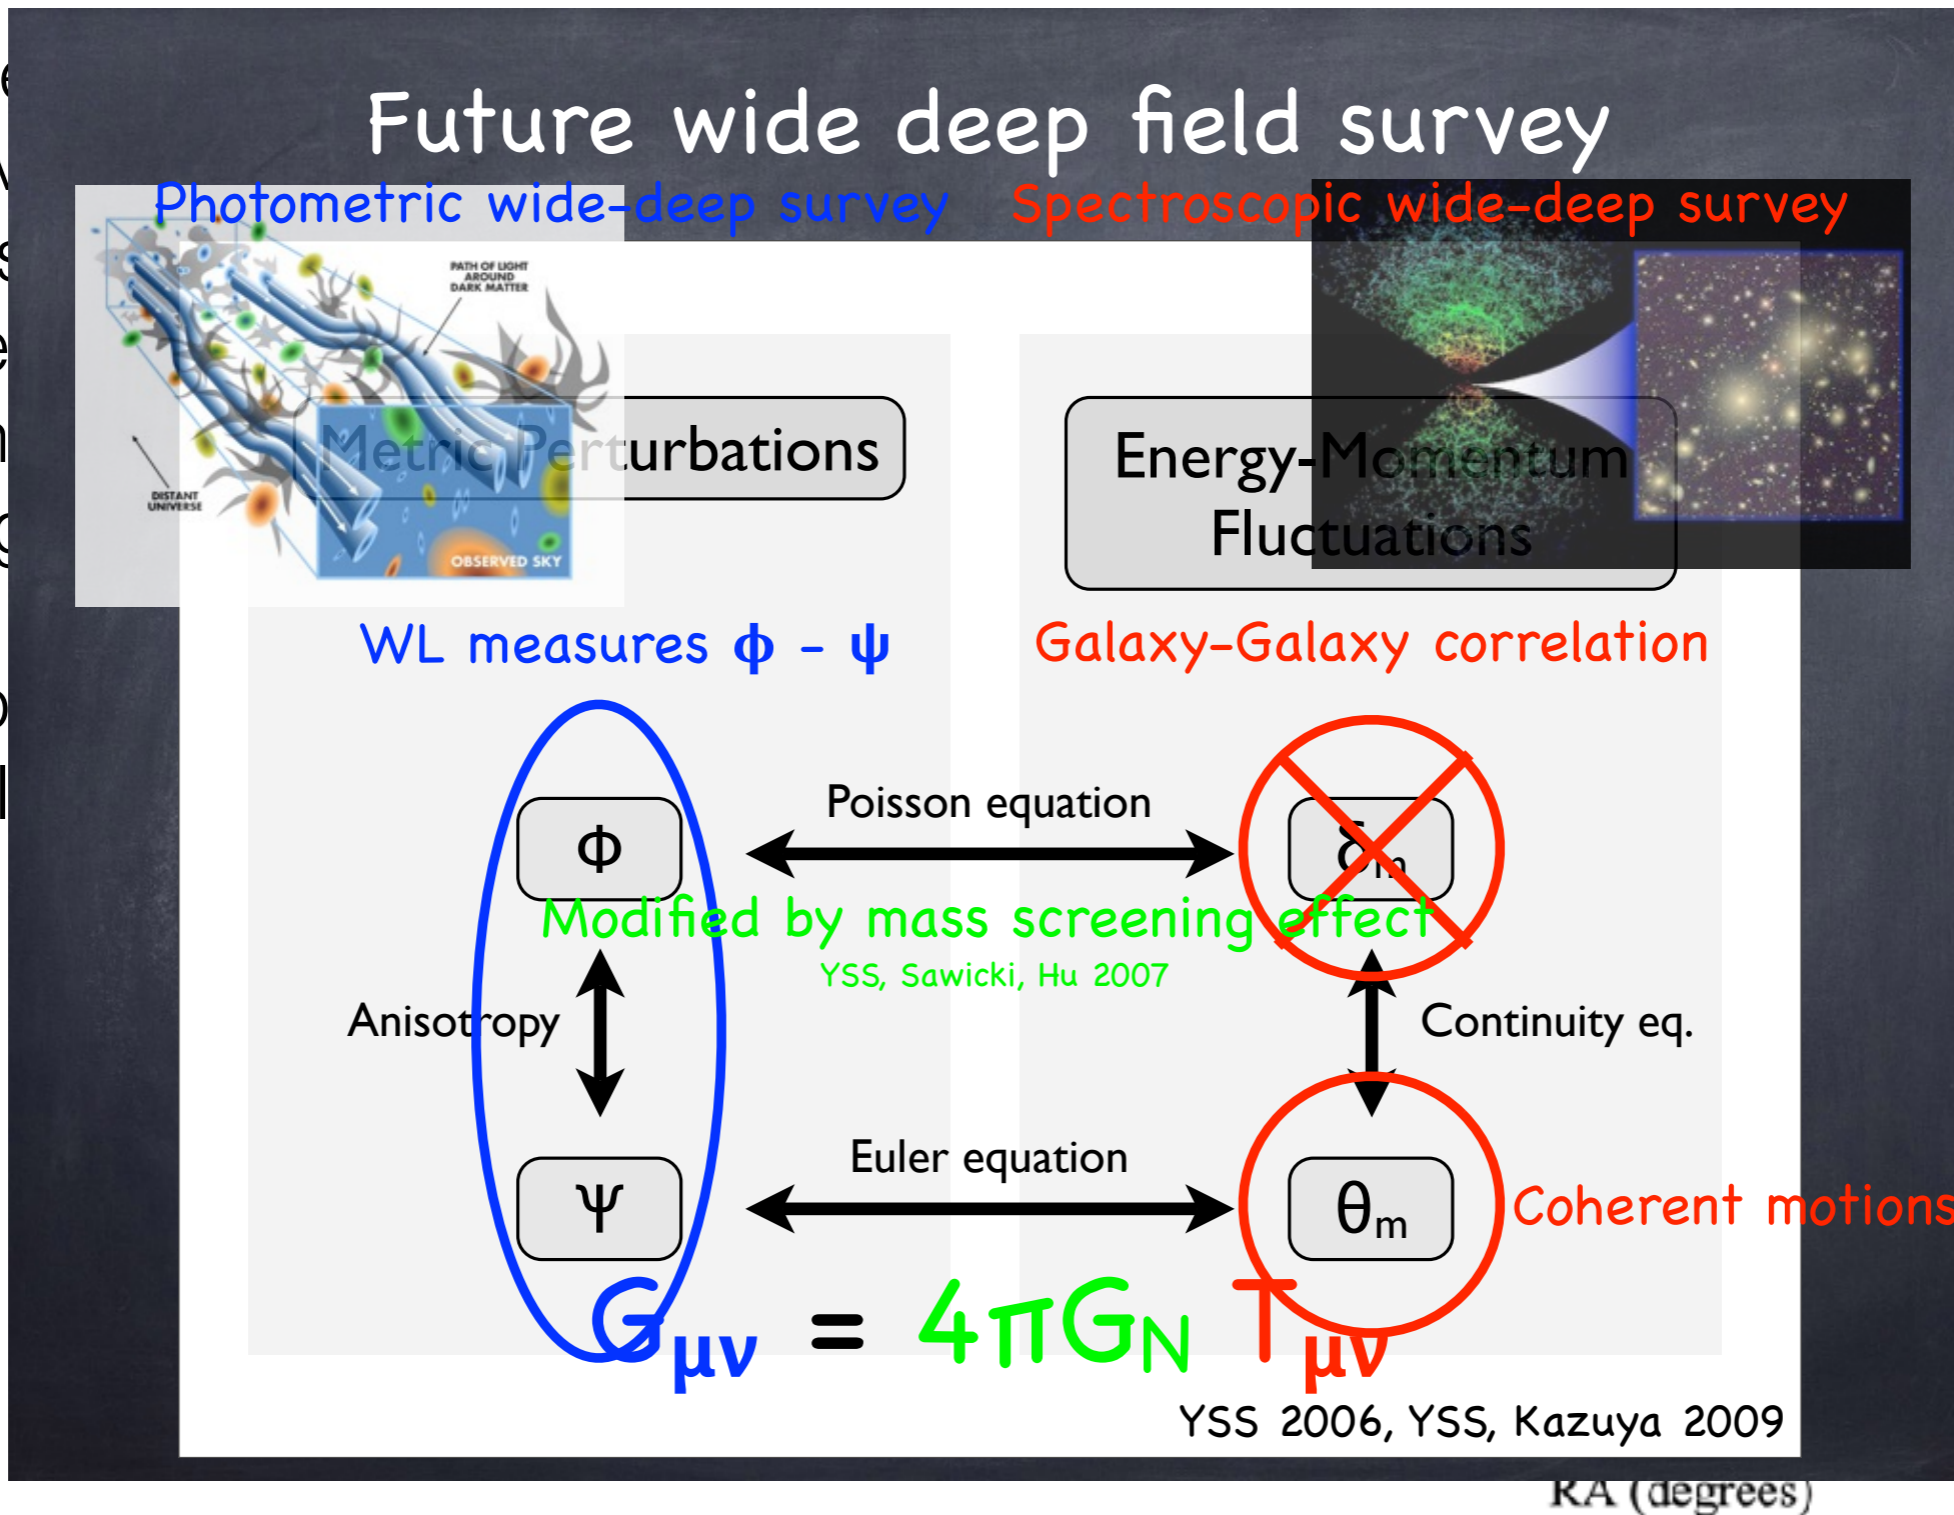 Future wide deep field survey
Photometric wide-deep survey
Spectroscopic wide-deep survey
PATH OF LIGHT
AROUND
DARK MATTER
DISTANT
UNIVERSE
OBSERVED SKY
Metric Perturbations
Energy-Momentum
Fluctuations
WL measures ϕ - ψ
Galaxy-Galaxy correlation
Poisson equation
Φ
δm
Modified by mass screening effect
YSS, Sawicki, Hu 2007
Anisotropy
Continuity eq.
Euler equation
Ψ
θm
Coherent motions
Gμν = 4πGN Tμν
YSS 2006, YSS, Kazuya 2009
RA (degrees)